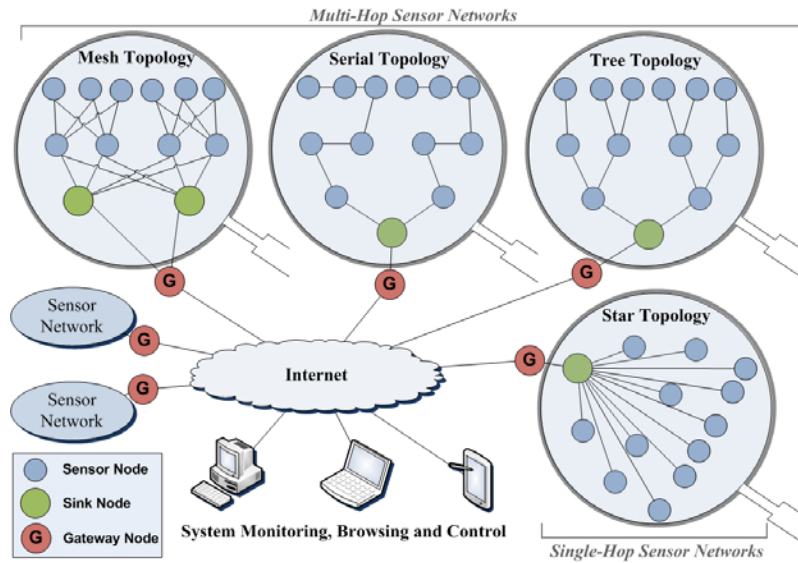 Multi-Hop Sensor Networks
Mesh Topology
Serial Topology
Tree Topology
G
G
G
Sensor
Network
G
Star Topology
G
Internet
Sensor
Network
G
Sensor Node
Sink Node
G Gateway Node
System Monitoring, Browsing and Control
Single-Hop Sensor Networks